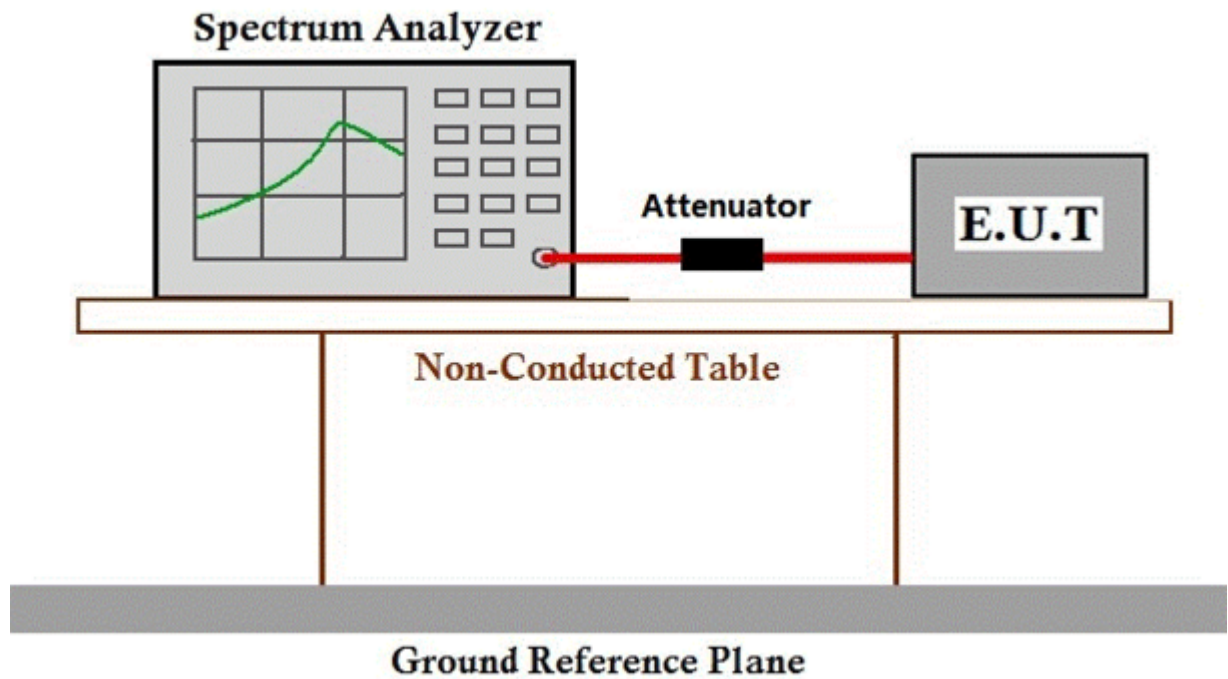 Spectrum Analyzer
Attenuator
E.U.T
Non-Conducted Table
Ground Reference Plane